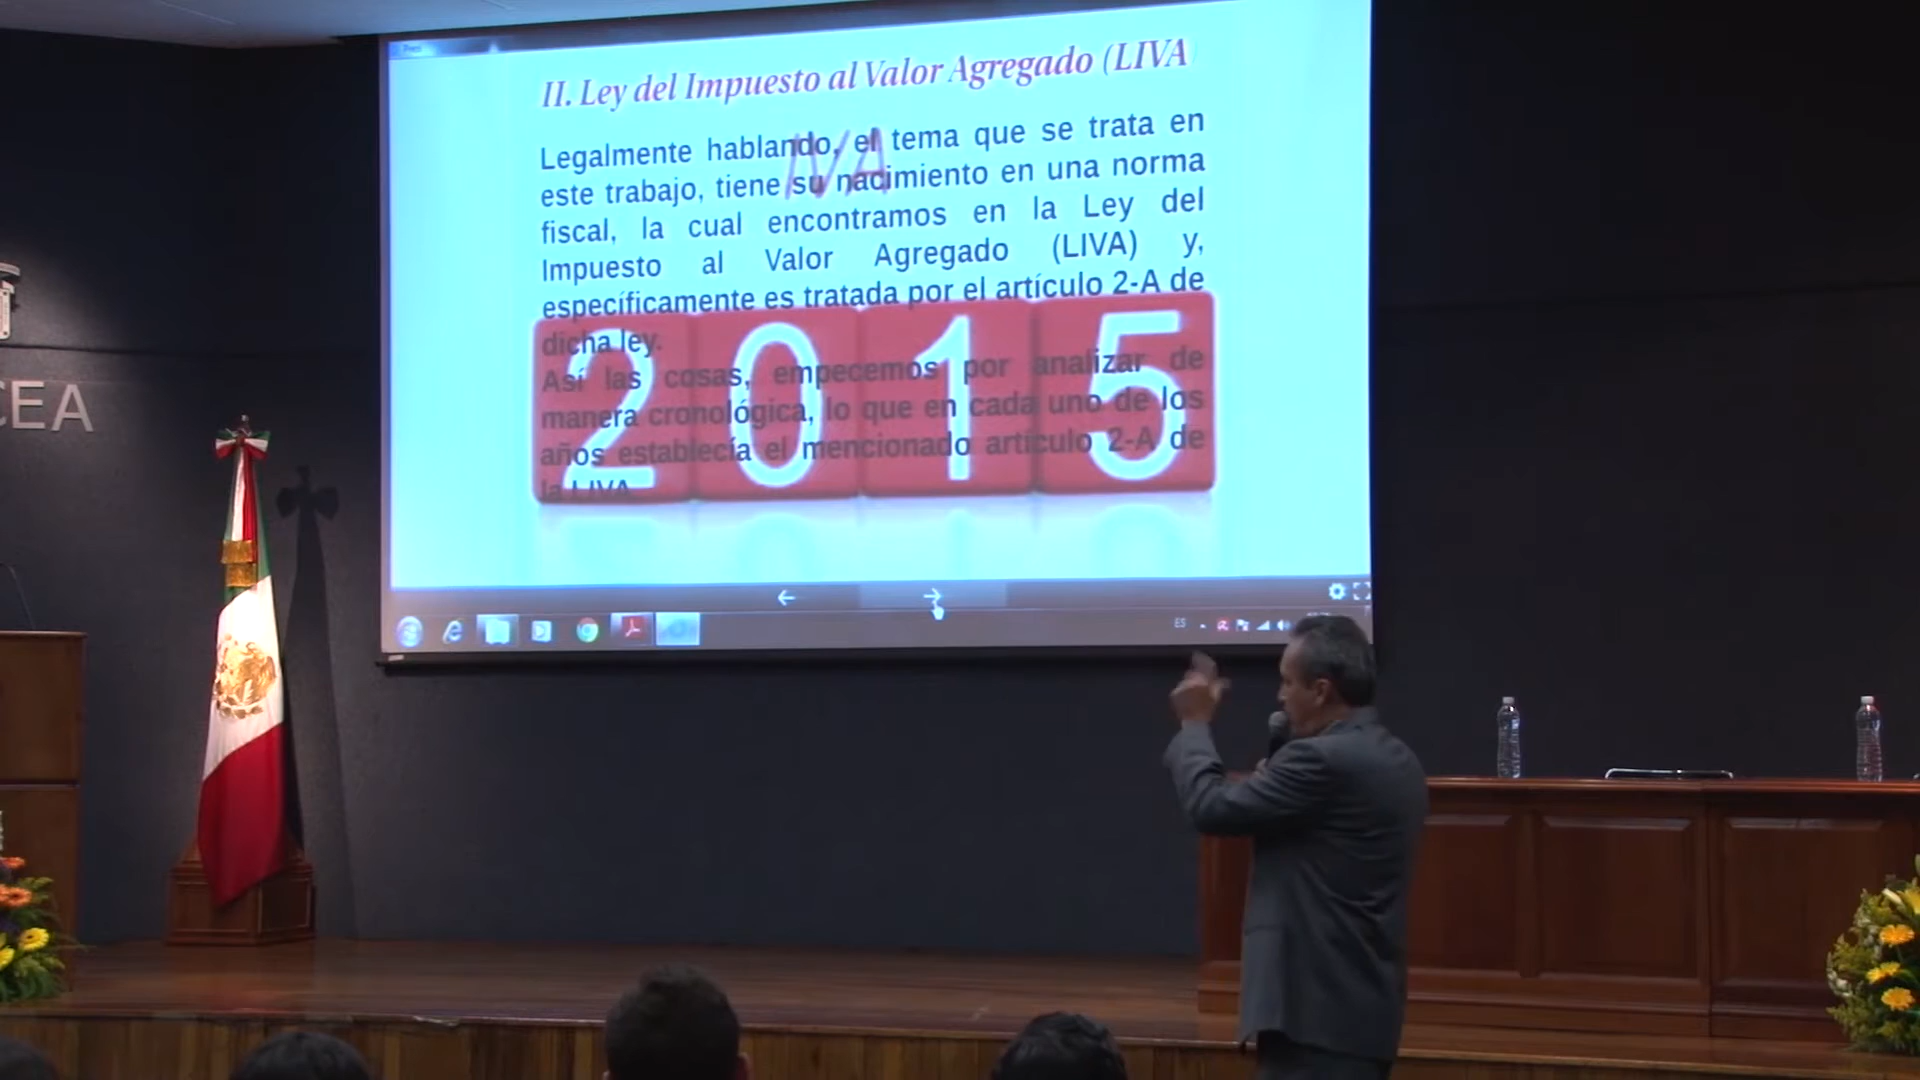 II. Ley del Impuesto al Valor Agregado (LIVA
IVA
Legalmente hablando, el tema que se trata en
este trabajo, tiene su nacimiento en una norma
fiscal, la cual encontramos en la Ley del
Impuesto al Valor Agregado (LIVA) y,
específicamente es tratada por el artículo 2-A de
dicha ley.
Así las cosas, empecemos por analizar de
manera cronológica, lo que en cada uno de los
años establecía el mencionado artículo 2-A de
la LIVA.
2015
ES
CEA